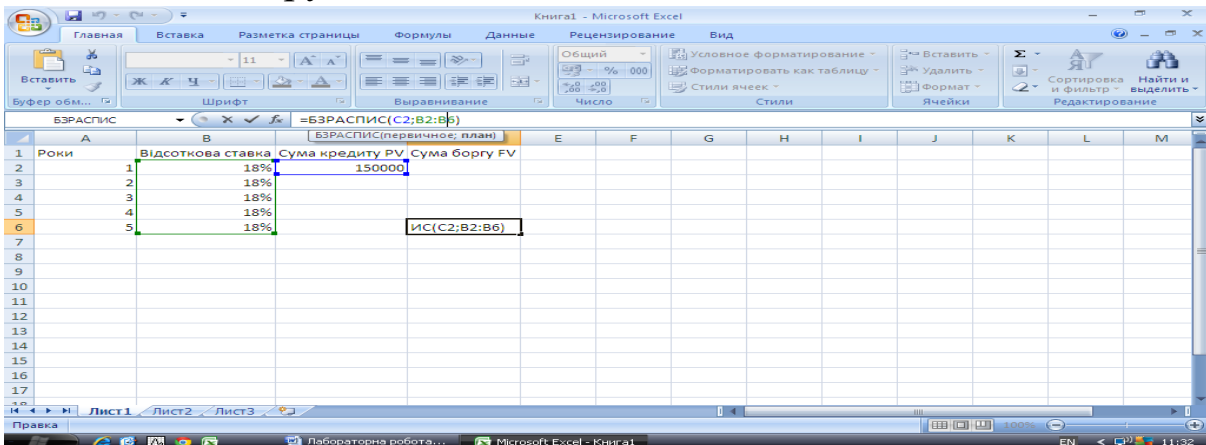 Книга1 - Microsoft Excel
Главная Вставка Разметка страницы Формулы Данные Рецензирование Вид
Вставить
Буфер обм...
11 A A
Ж К Ч
Шрифт
Выравнивание
Общий
% 000
Число
Условное форматирование
Форматировать как таблицу
Стили ячеек
Стили
Вставить
Удалить
Формат
Ячейки
Σ
Сортировка и фильтр
Найти и выделить
Редактирование
БЗРАСПИС fx =БЗРАСПИС(C2;B2:B6)
БЗРАСПИС(первичное; план)
A B E F G H I J K L M
1 Роки Відсоткова ставка Сума кредиту PV Сума боргу FV
2 1 18% 150000
3 2 18%
4 3 18%
5 4 18%
6 5 18% ИС(C2;B2:B6)
7
8
9
10
11
12
13
14
15
16
17
Лист1 Лист2 Лист3
Правка 100%
Лабораторна робота... Microsoft Excel - Книга1 EN 11:32